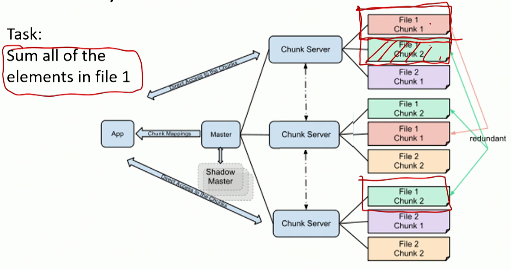 Task:
Sum all of the
elements in file 1
App
Chunk Mappings
Master
Shadow
Master
Direct Access to the Chunks
Direct Access to the Chunks
Chunk Server
Chunk Server
Chunk Server
File 1
Chunk 1
File 1
Chunk 2
File 2
Chunk 1
File 1
Chunk 2
File 1
Chunk 1
File 2
Chunk 2
File 1
Chunk 2
File 2
Chunk 1
File 2
Chunk 2
redundant